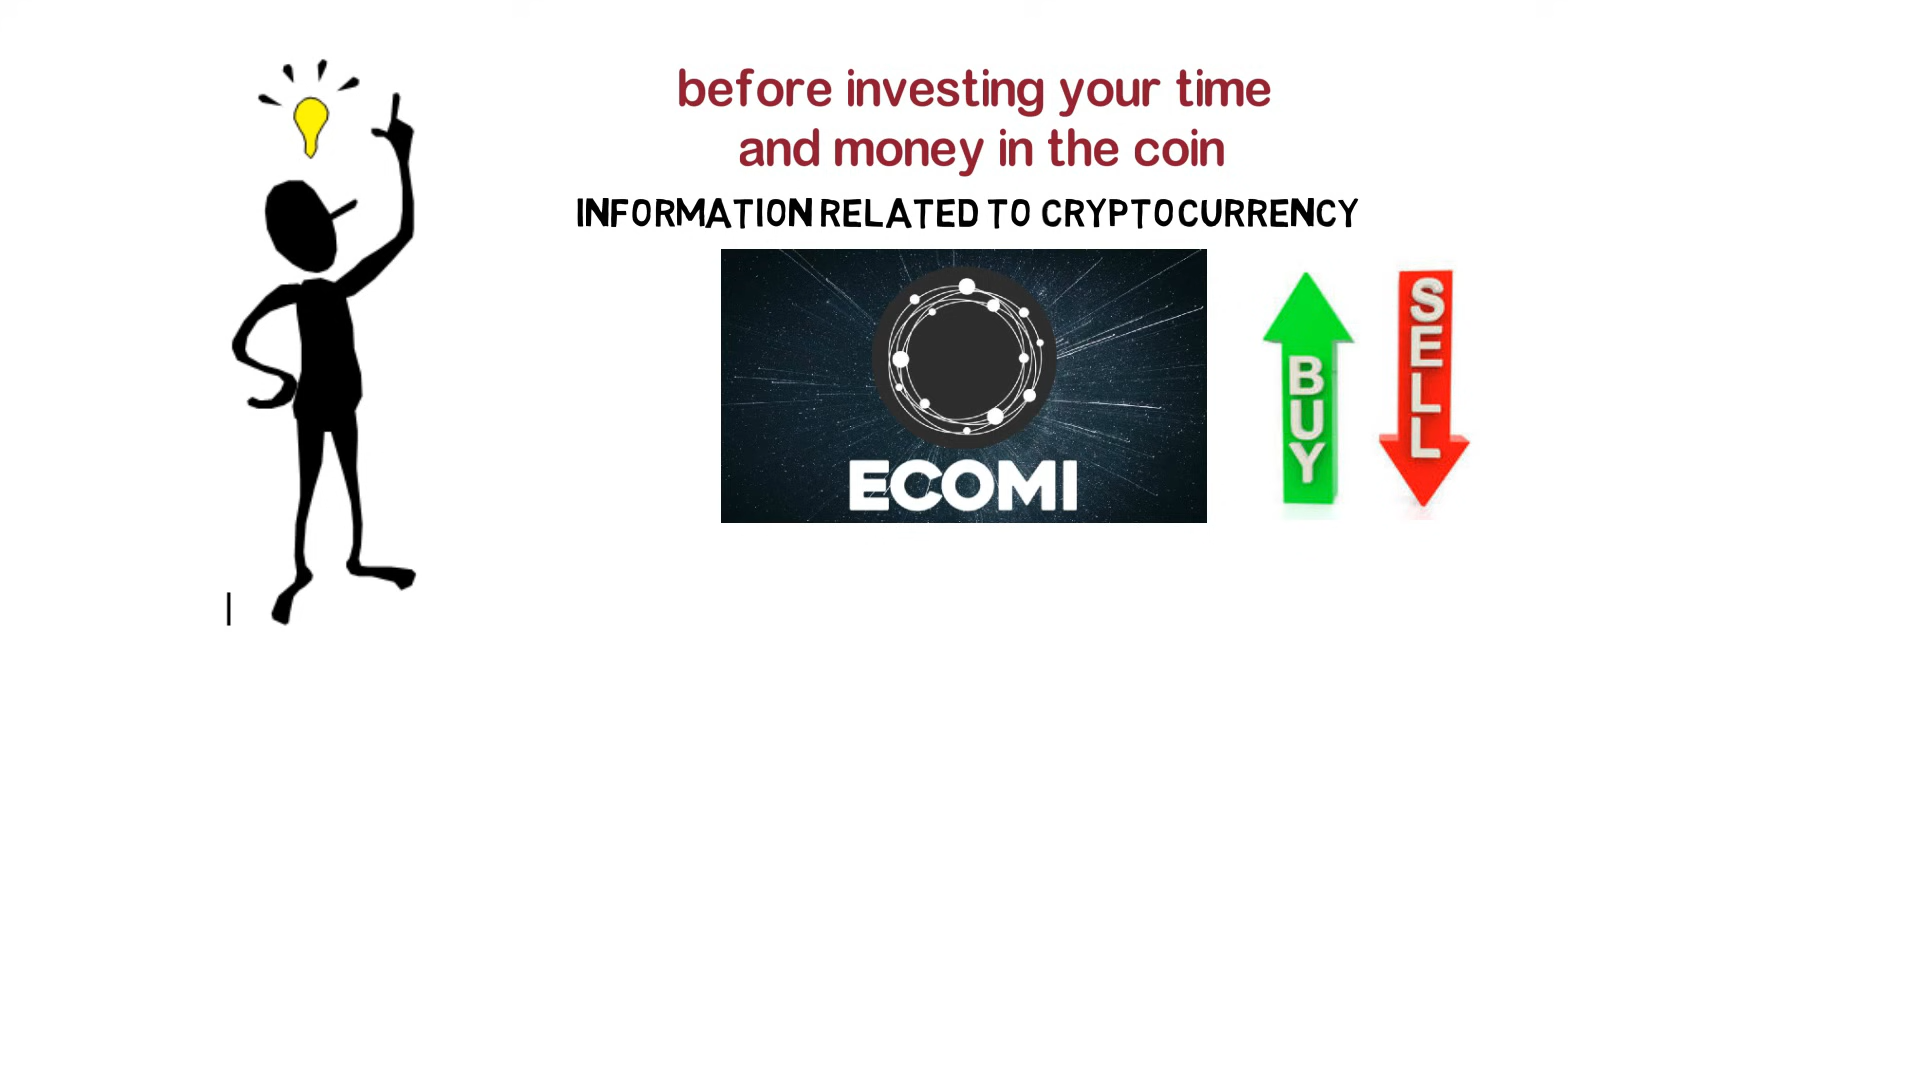 before investing your time
and money in the coin
INFORMATION RELATED TO CRYPTOCURRENCY
ECOMI
BUY
SELL